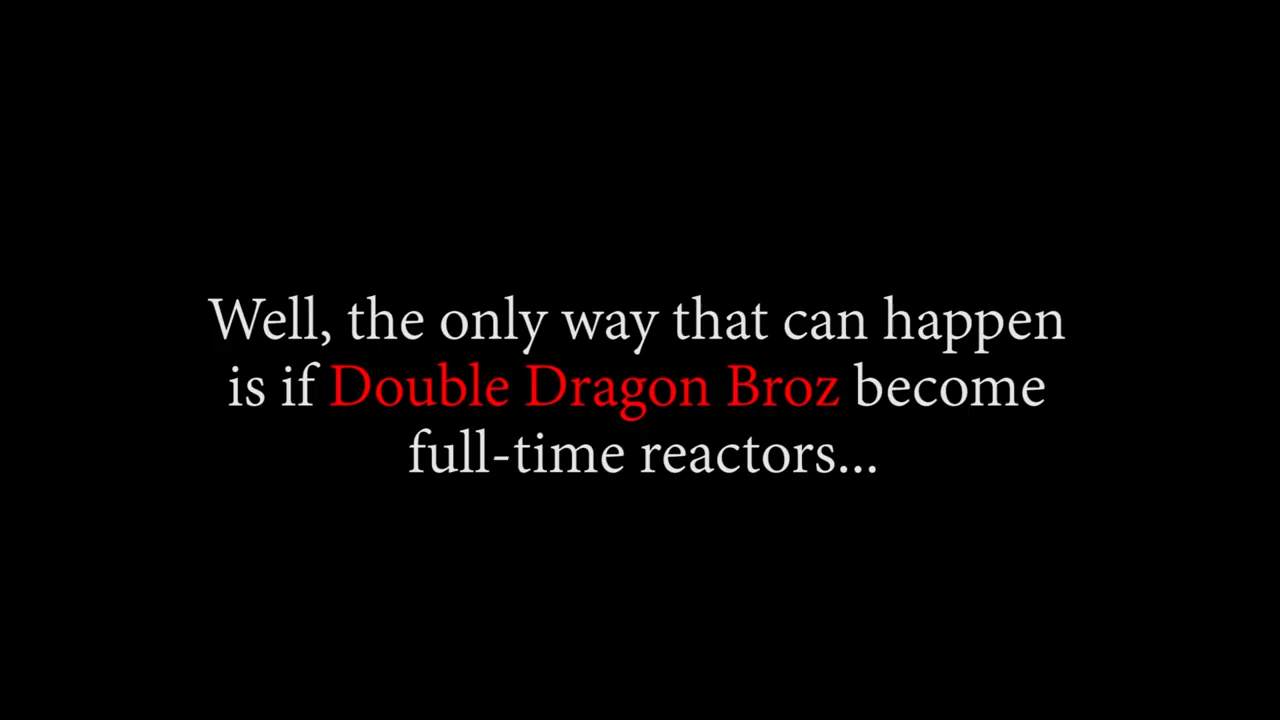 Well, the only way that can happen
is if Double Dragon Broz become
full-time reactors...